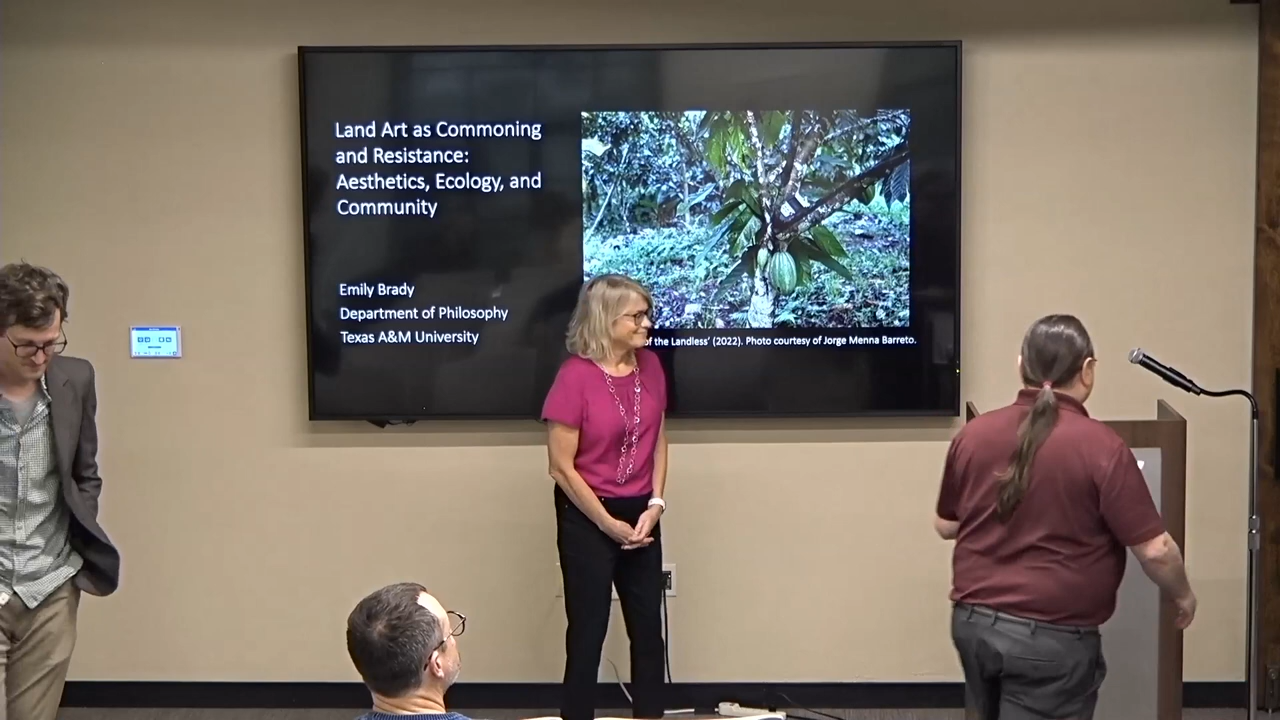 Land Art as Commoning
and Resistance:
Aesthetics, Ecology, and
Community
Emily Brady
Department of Philosophy
Texas A&M University
of the Landless’ (2022). Photo courtesy of Jorge Menna Barreto.